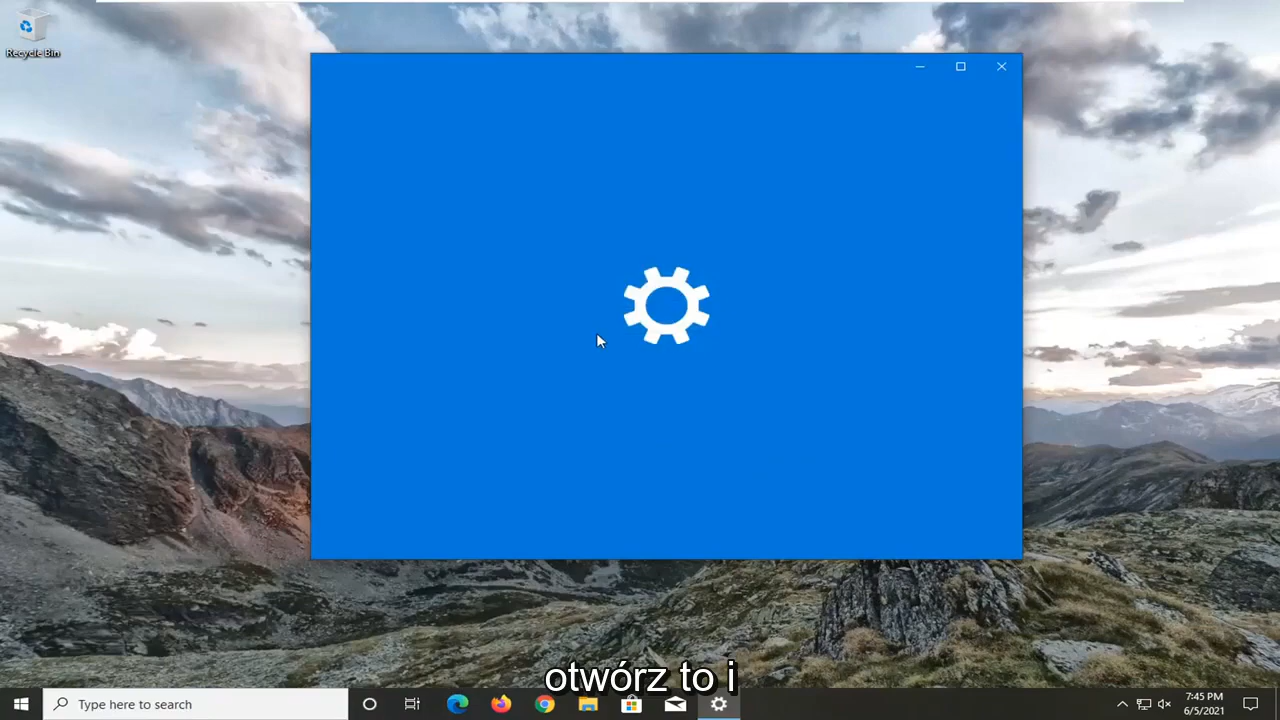 Recycle Bin
otwórz to i
Type here to search
7:45 PM
6/5/2021